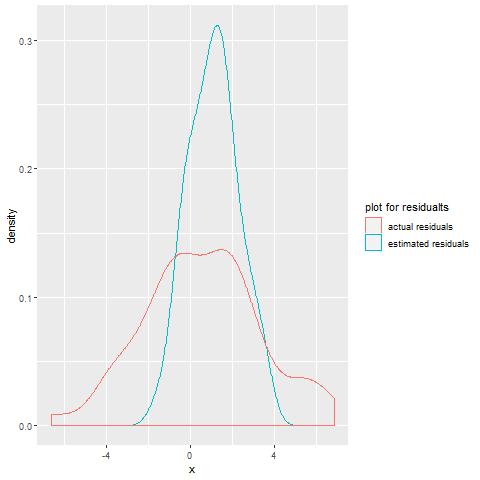 0.3
0.2
0.1
0.0
density
-4
0
4
x
plot for residualts
actual residuals
estimated residuals